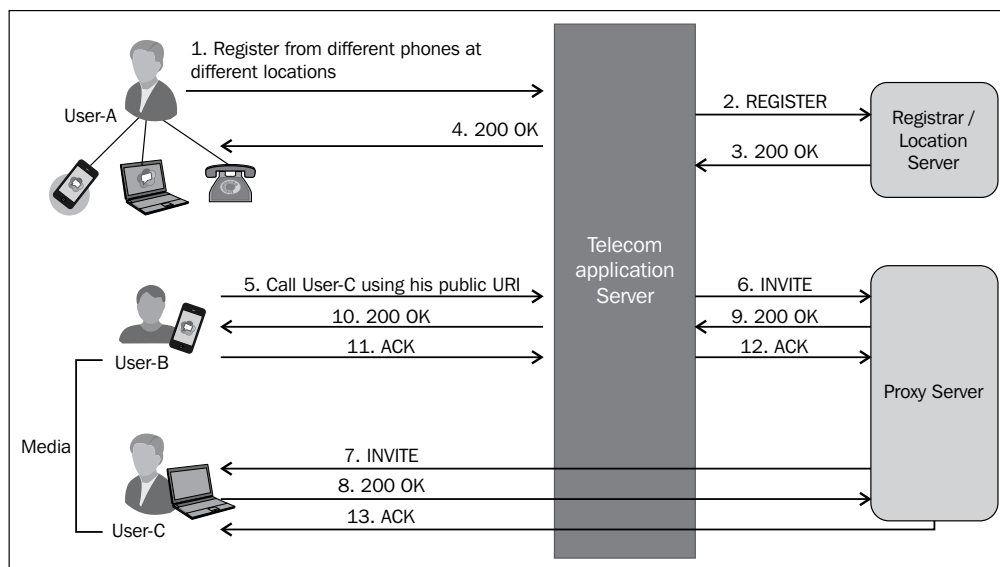 1. Register from different phones at
different locations
User-A
4. 200 OK
2. REGISTER
3. 200 OK
Registrar /
Location
Server
Telecom
application
Server
5. Call User-C using his public URI
10. 200 OK
11. ACK
User-B
6. INVITE
9. 200 OK
12. ACK
Proxy Server
Media
7. INVITE
8. 200 OK
13. ACK
User-C